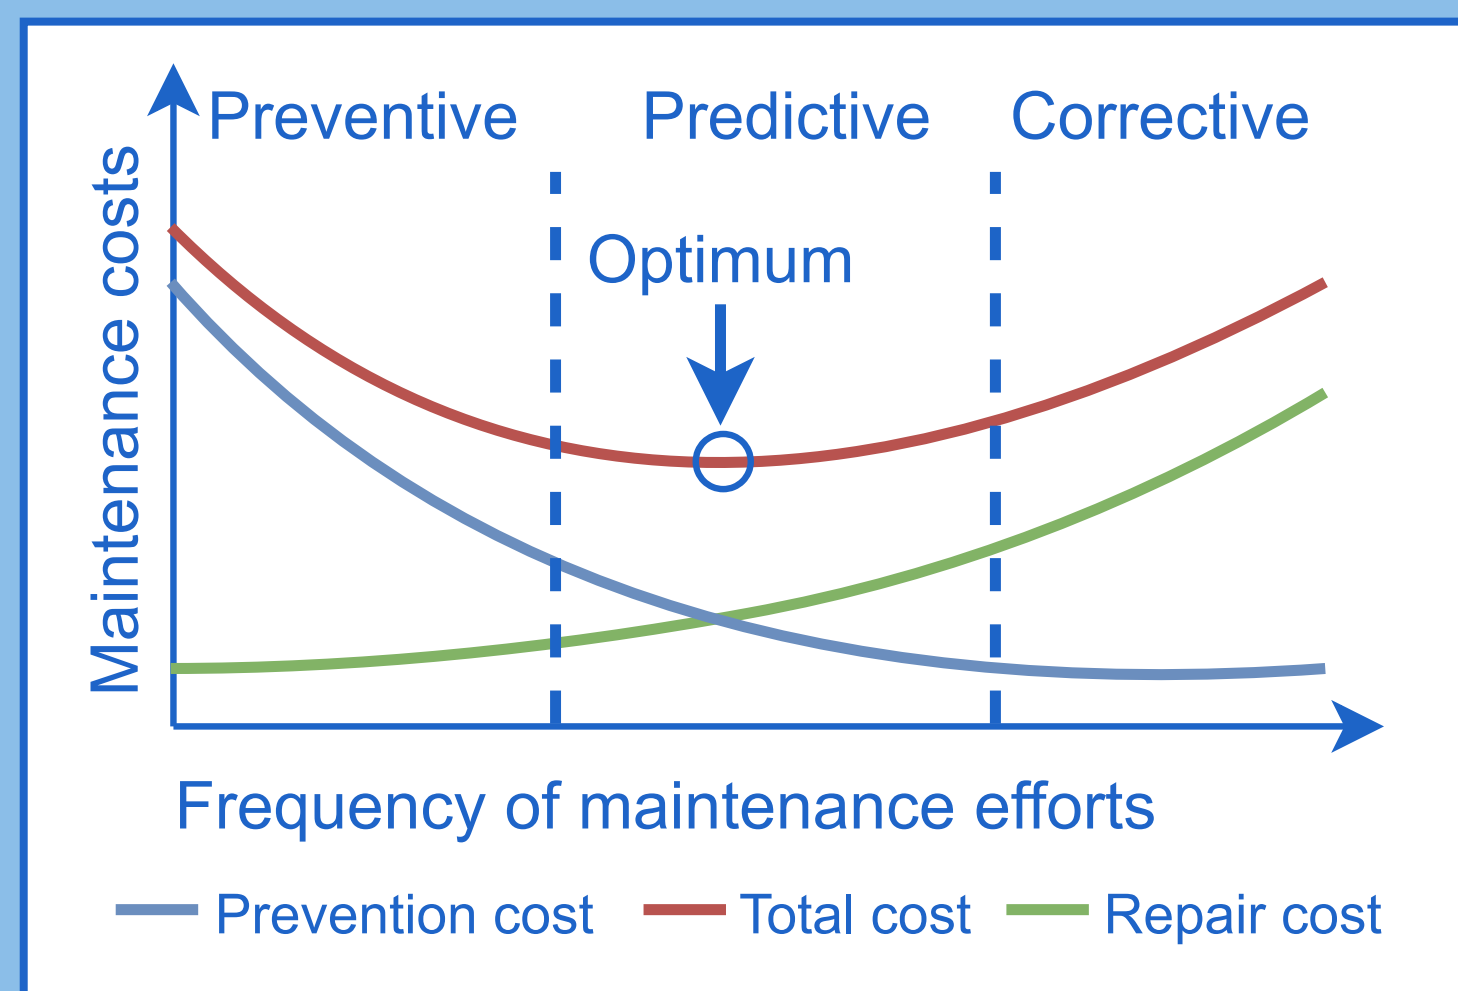 Preventive
Predictive
Corrective
Optimum
Maintenance costs
Frequency of maintenance efforts
Prevention cost
Total cost
Repair cost